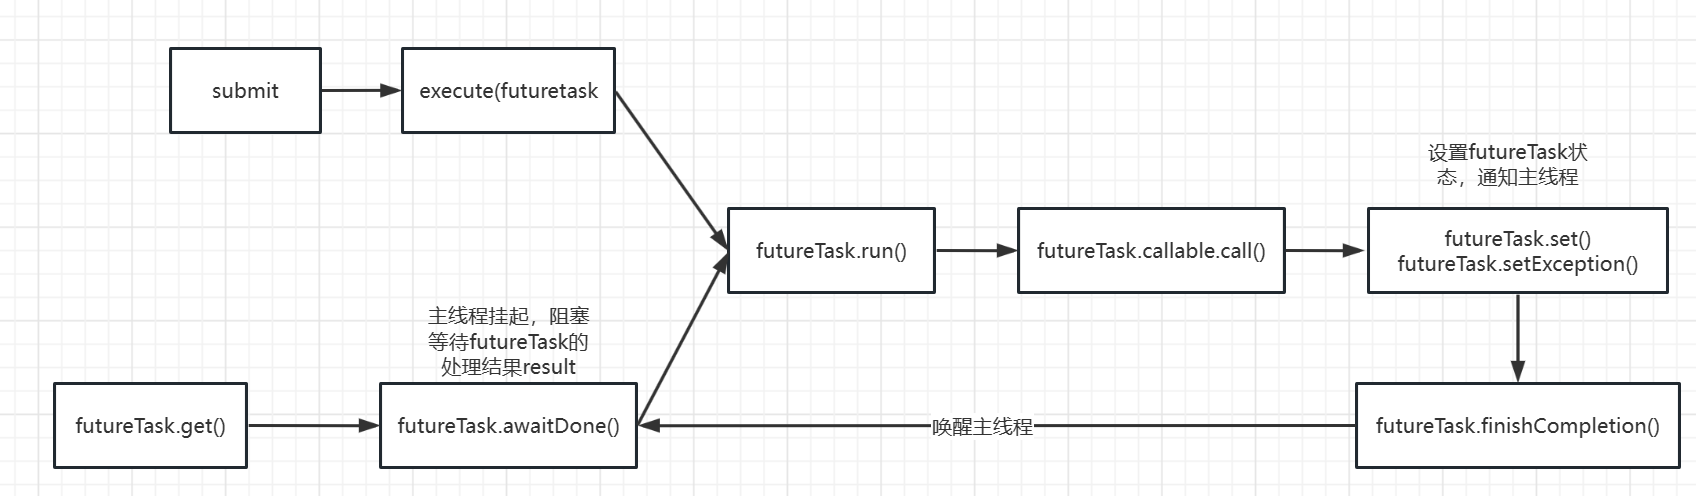 submit
execute(futuretask
设置futureTask状
态，通知主线程
futureTask.run()
futureTask.callable.call()
futureTask.set()
futureTask.setException()
主线程挂起，阻塞
等待futureTask的
处理结果result
futureTask.get()
futureTask.awaitDone()
唤醒主线程
futureTask.finishCompletion()